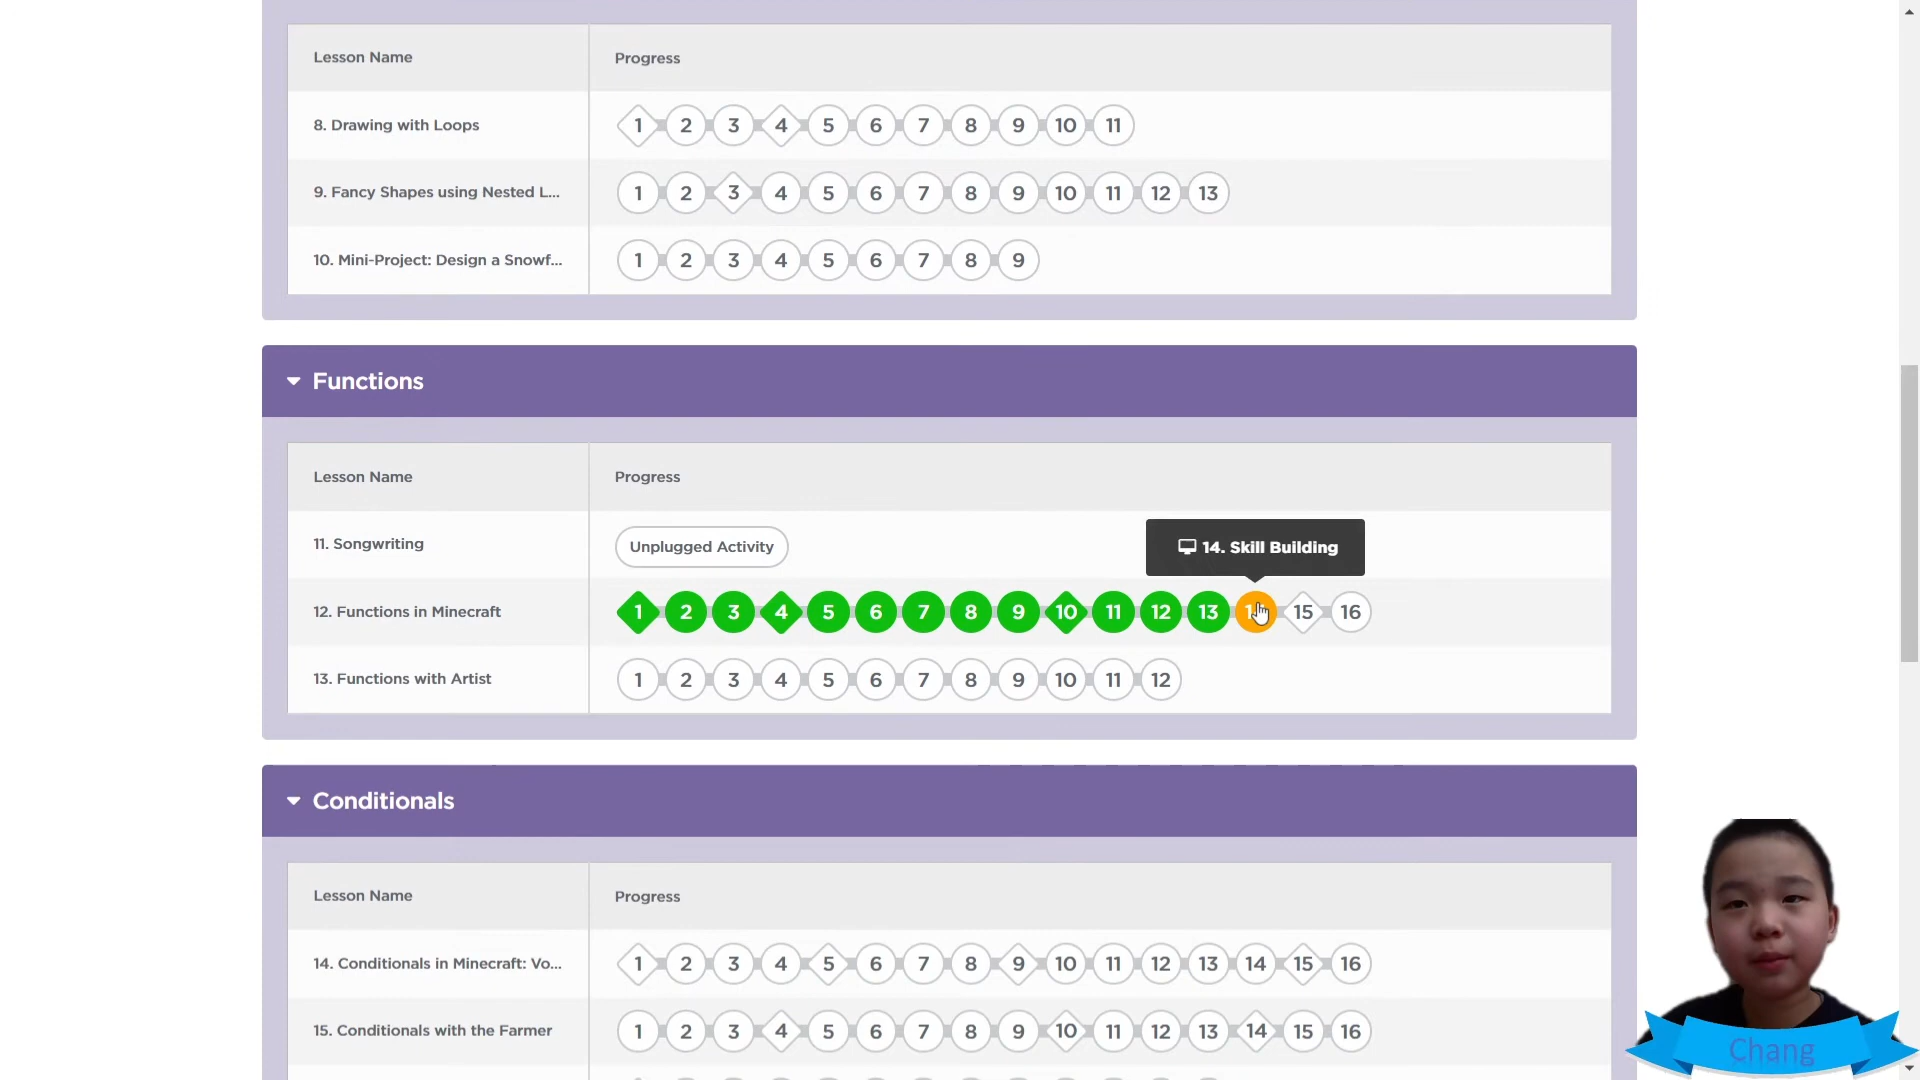 Lesson Name Progress
8. Drawing with Loops 1 2 3 4 5 6 7 8 9 10 11
9. Fancy Shapes using Nested L... 1 2 3 4 5 6 7 8 9 10 11 12 13
10. Mini-Project: Design a Snowf... 1 2 3 4 5 6 7 8 9
Functions
Lesson Name Progress
11. Songwriting Unplugged Activity
14. Skill Building
12. Functions in Minecraft 1 2 3 4 5 6 7 8 9 10 11 12 13 15 16
13. Functions with Artist 1 2 3 4 5 6 7 8 9 10 11 12
Conditionals
Lesson Name Progress
14. Conditionals in Minecraft: Vo... 1 2 3 4 5 6 7 8 9 10 11 12 13 14 15 16
15. Conditionals with the Farmer 1 2 3 4 5 6 7 8 9 10 11 12 13 14 15 16
Chang